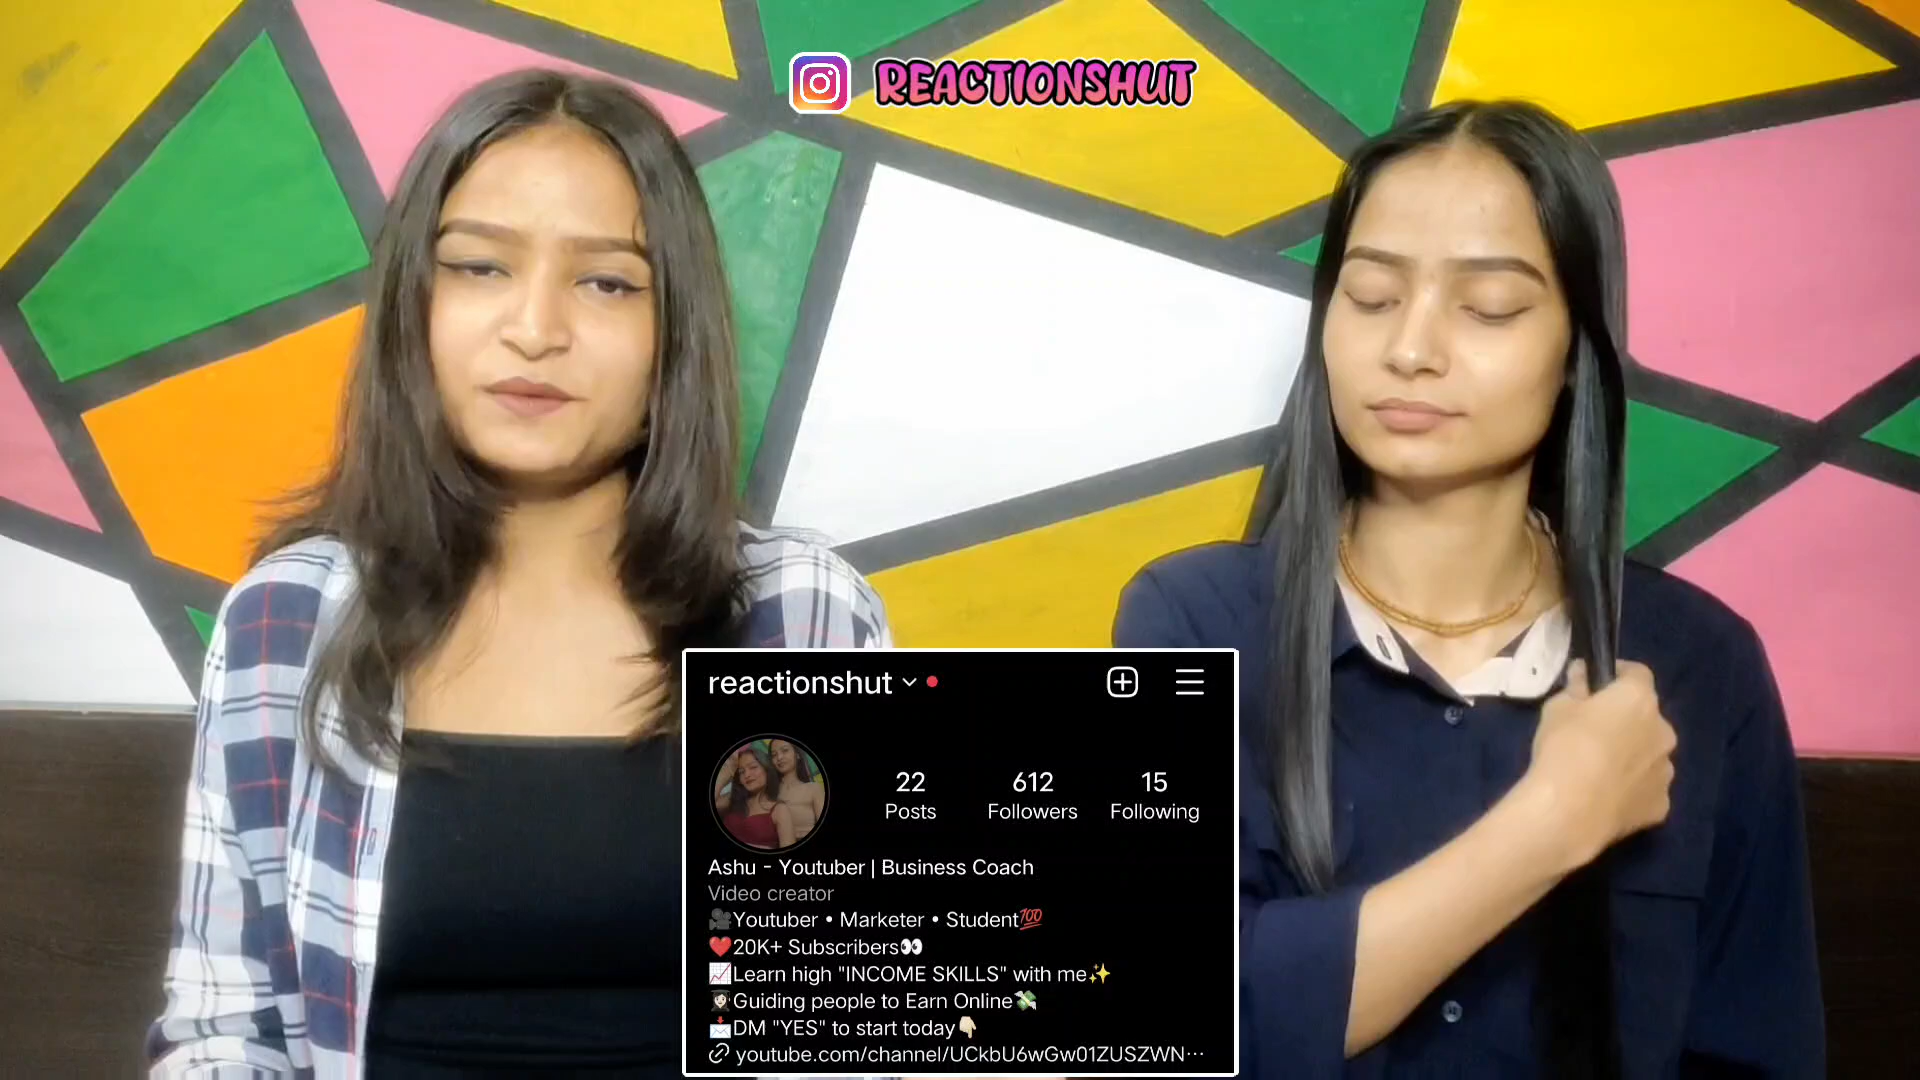 REACTIONSHUT
reactionshut
22 612 15
Posts Followers Following
Ashu - Youtuber | Business Coach
Video creator
🎥Youtuber • Marketer • Student💯
❤️20K+ Subscribers👀
📈Learn high "INCOME SKILLS" with me✨
👩🏻‍🎓Guiding people to Earn Online💸
📩DM "YES" to start today👇🏻
youtube.com/channel/UCkbU6wGw01ZUSZWN...